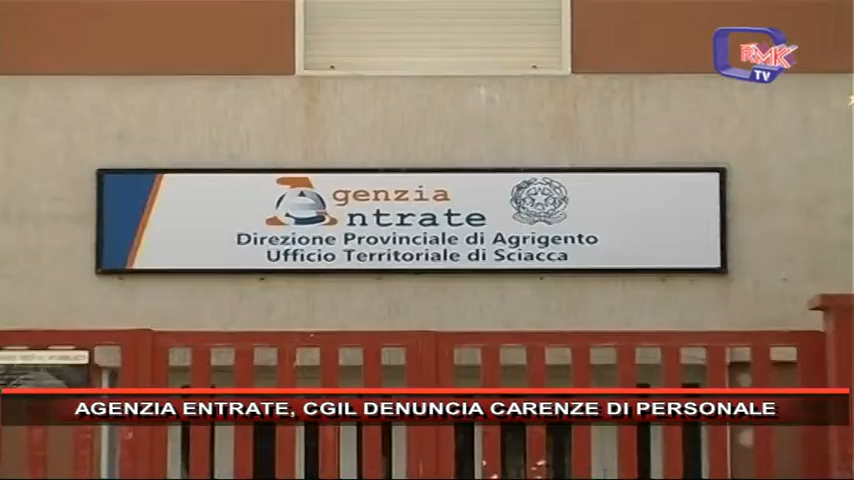 RMK
TV
Agenzia
Entrate
Direzione Provinciale di Agrigento
Ufficio Territoriale di Sciacca
AGENZIA ENTRATE, CGIL DENUNCIA CARENZE DI PERSONALE